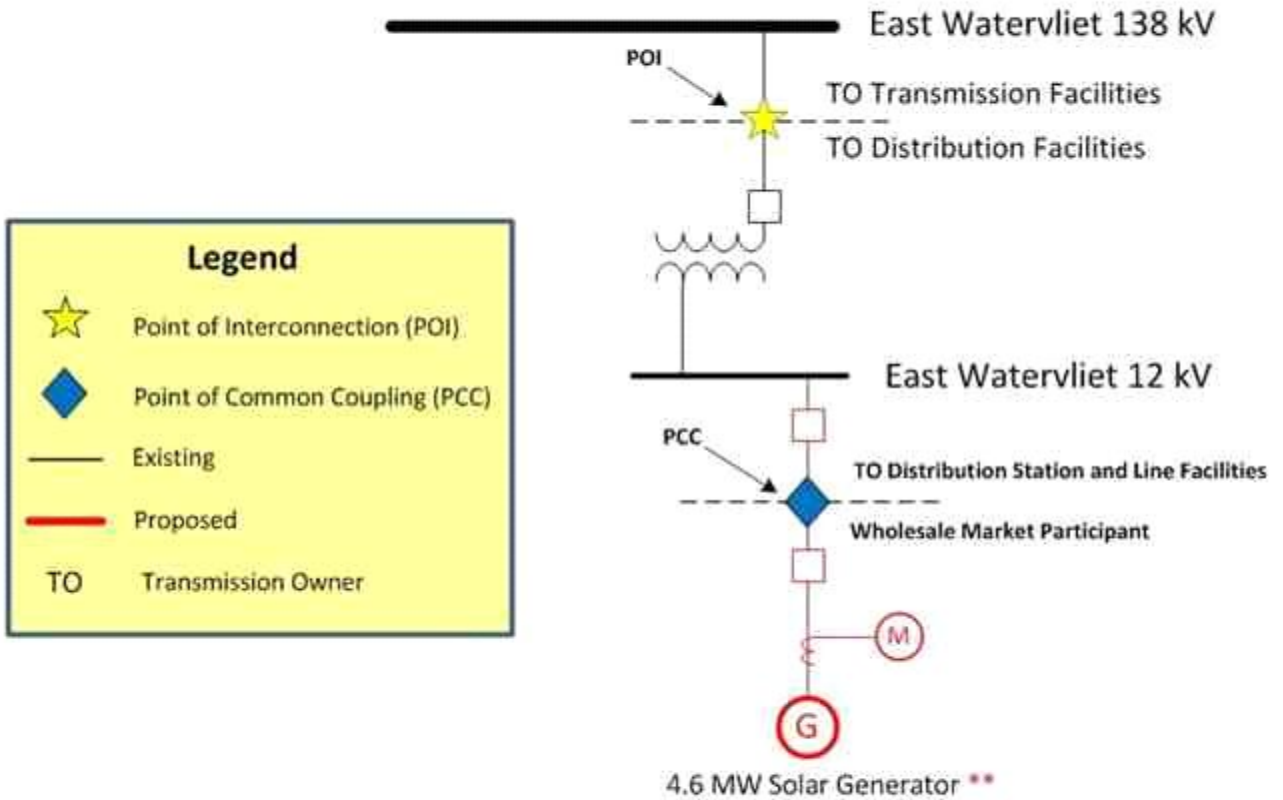 East Watervliet 138 kV
POI
TO Transmission Facilities
TO Distribution Facilities
Legend
Point of Interconnection (POI)
Point of Common Coupling (PCC)
Existing
Proposed
TO Transmission Owner
East Watervliet 12 kV
PCC
TO Distribution Station and Line Facilities
Wholesale Market Participant
M
G
4.6 MW Solar Generator **